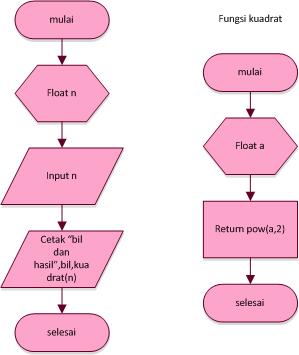 mulai
Float n
Input n
Cetak "bil
dan
hasil",bil,kua
drat(n)
selesai
Fungsi kuadrat
mulai
Float a
Return pow(a,2)
selesai